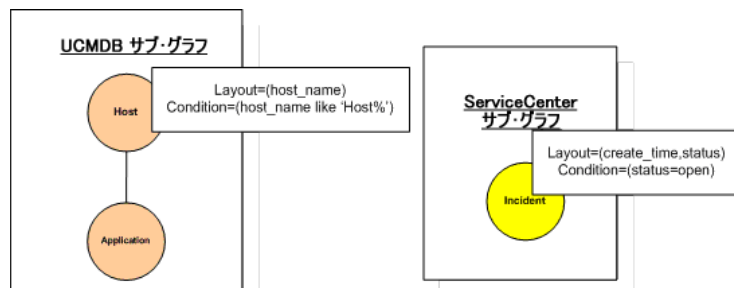 UCMDB サブ・グラフ
Host
Layout=(host_name)
Condition=(host_name like ‘Host%’)
Application
ServiceCenter
サブ・グラフ
Layout=(create_time,status)
Condition=(status=open)
Incident